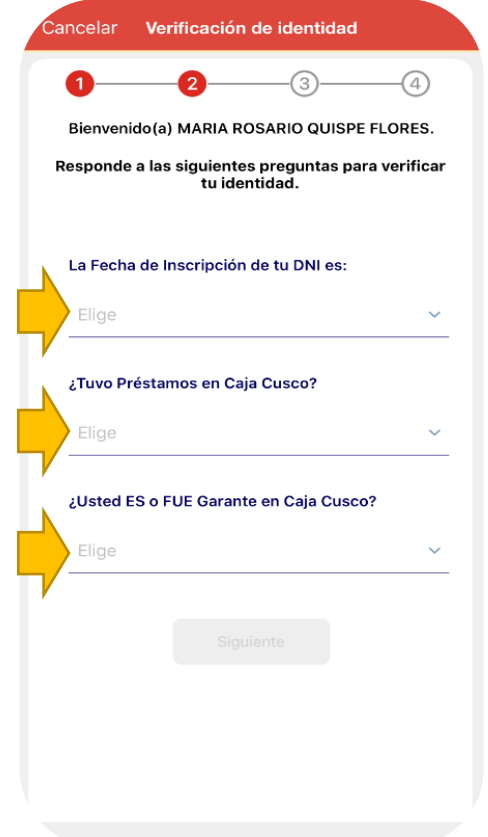 Cancelar Verificación de identidad
1 2 3 4
Bienvenido(a) MARIA ROSARIO QUISPE FLORES.
Responde a las siguientes preguntas para verificar
tu identidad.
La Fecha de Inscripción de tu DNI es:
Elige
¿Tuvo Préstamos en Caja Cusco?
Elige
¿Usted ES o FUE Garante en Caja Cusco?
Elige
Siguiente